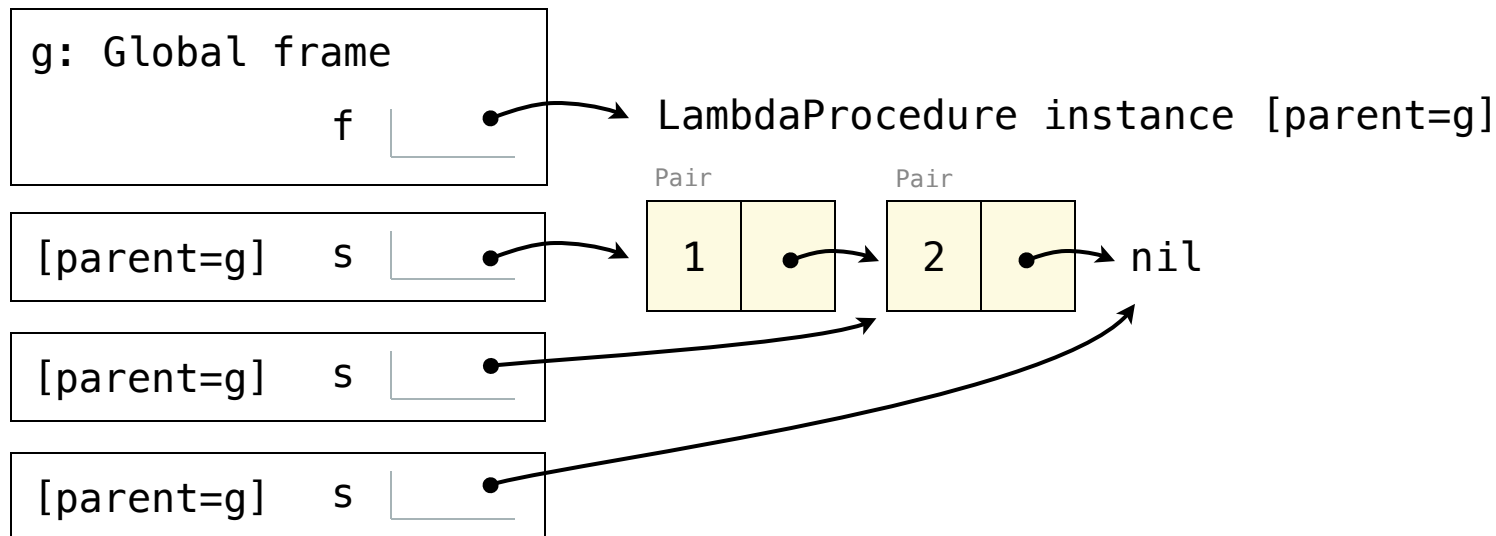 g: Global frame
f
LambdaProcedure instance [parent=g]
Pair
Pair
[parent=g] s
1
2
nil
[parent=g] s
[parent=g] s